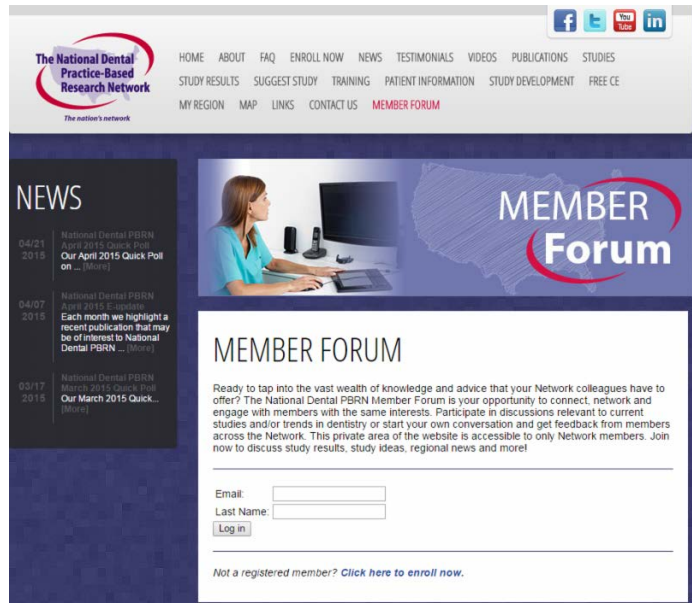 You
Tube
The National Dental
Practice-Based
Research Network
The nation's network
HOME ABOUT FAQ ENROLL NOW NEWS TESTIMONIALS VIDEOS PUBLICATIONS STUDIES
STUDY RESULTS SUGGEST STUDY TRAINING PATIENT INFORMATION STUDY DEVELOPMENT FREE CE
MY REGION MAP LINKS CONTACT US MEMBER FORUM
NEWS
04/21
2015
National Dental PBRN
April 2015 Quick Poll
Our April 2015 Quick Poll
on ... [More]
04/07
2015
National Dental PBRN
April 2015 E-update
Each month we highlight a
recent publication that may
be of interest to National
Dental PBRN ... [More]
03/17
2015
National Dental PBRN
March 2015 Quick Poll
Our March 2015 Quick...
[More]
MEMBER
Forum
MEMBER FORUM
Ready to tap into the vast wealth of knowledge and advice that your Network colleagues have to
offer? The National Dental PBRN Member Forum is your opportunity to connect, network and
engage with members with the same interests. Participate in discussions relevant to current
studies and/or trends in dentistry or start your own conversation and get feedback from members
across the Network. This private area of the website is accessible to only Network members. Join
now to discuss study results, study ideas, regional news and more!
Email:
Last Name:
Log in
Not a registered member? Click here to enroll now.